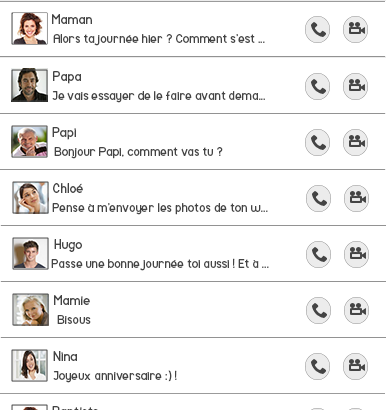 Maman
Alors ta journée hier ? Comment s'est ...
Papa
Je vais essayer de le faire avant dema...
Papi
Bonjour Papi, comment vas tu ?
Chloé
Pense à m'envoyer les photos de ton w...
Hugo
Passe une bonne journée toi aussi ! Et à ...
Mamie
Bisous
Nina
Joyeux anniversaire :) !